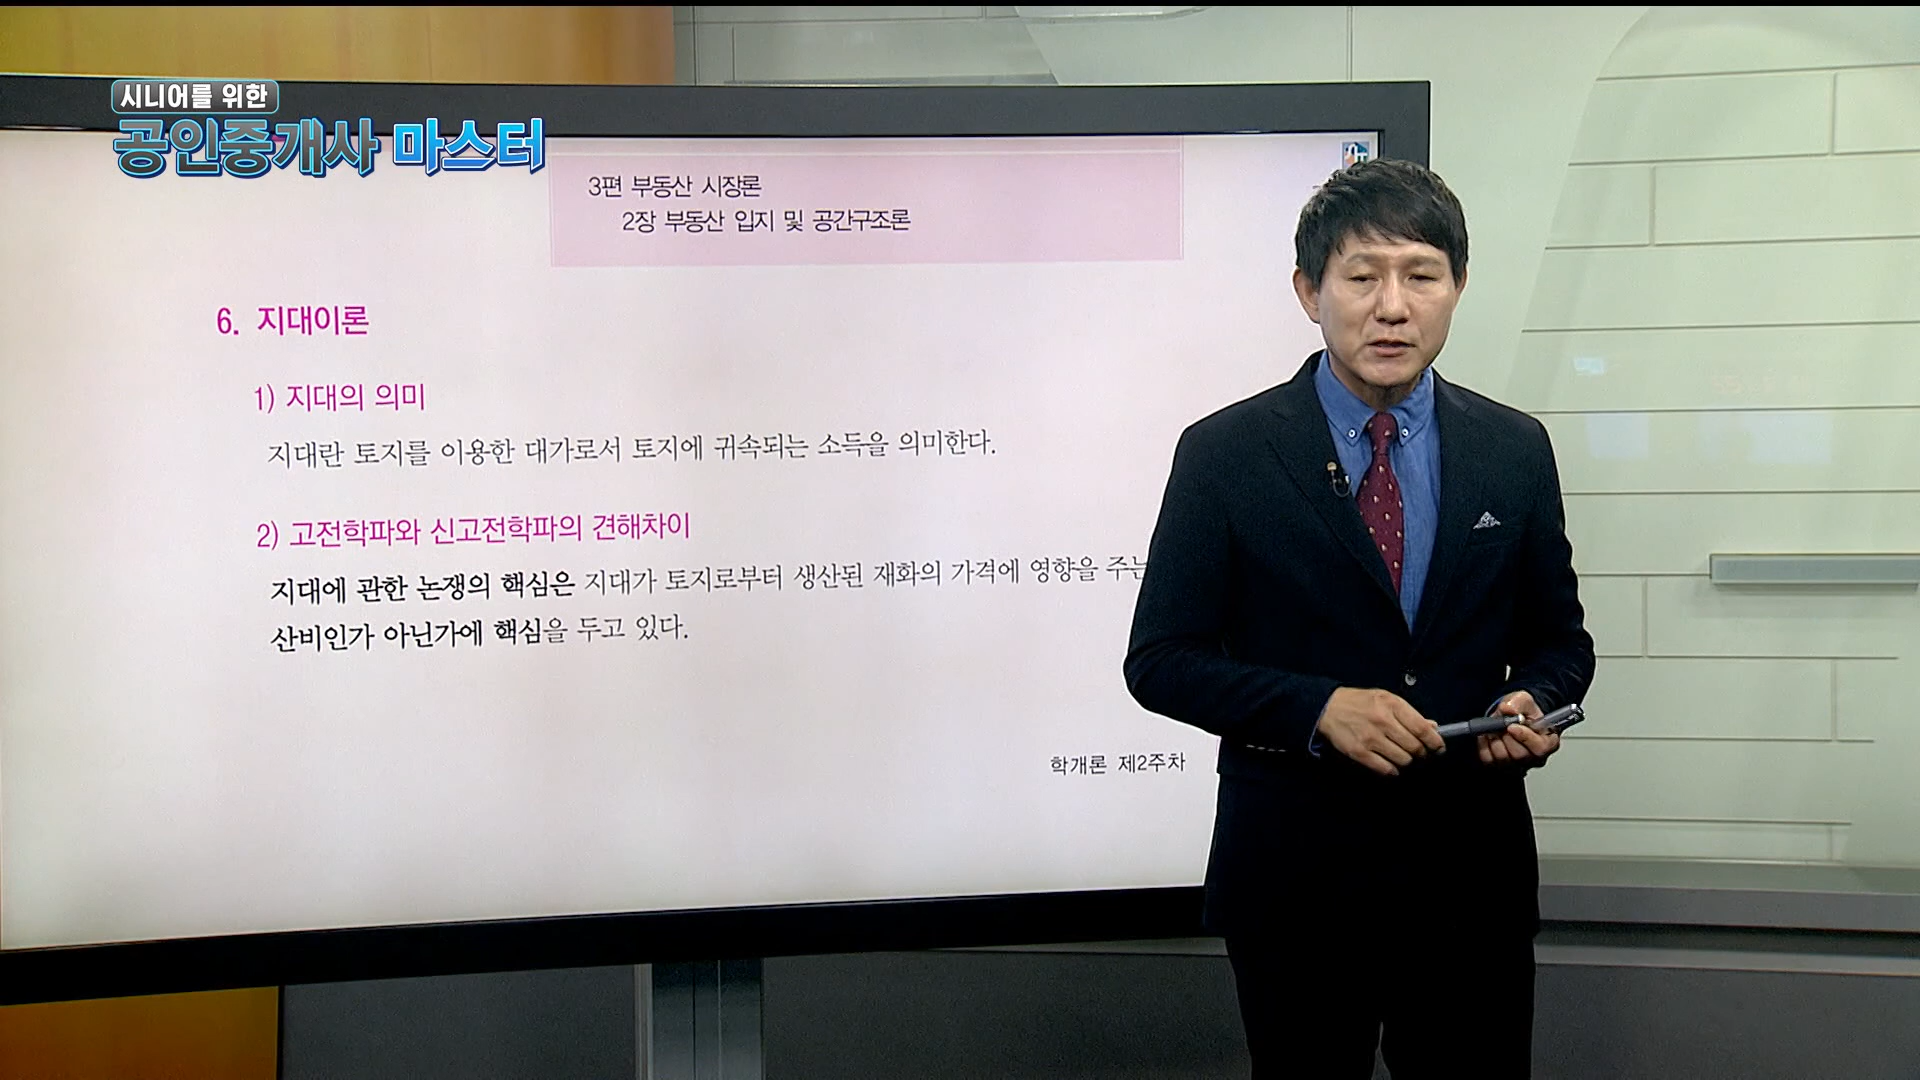 시니어를 위한
공인중개사 마스터
3편 부동산 시장론
2장 부동산 입지 및 공간구조론
6. 지대이론
1) 지대의 의미
지대란 토지를 이용한 대가로서 토지에 귀속되는 소득을 의미한다.
2) 고전학파와 신고전학파의 견해차이
지대에 관한 논쟁의 핵심은 지대가 토지로부터 생산된 재화의 가격에 영향을 주는
산비인가 아닌가에 핵심을 두고 있다.
학개론 제2주차